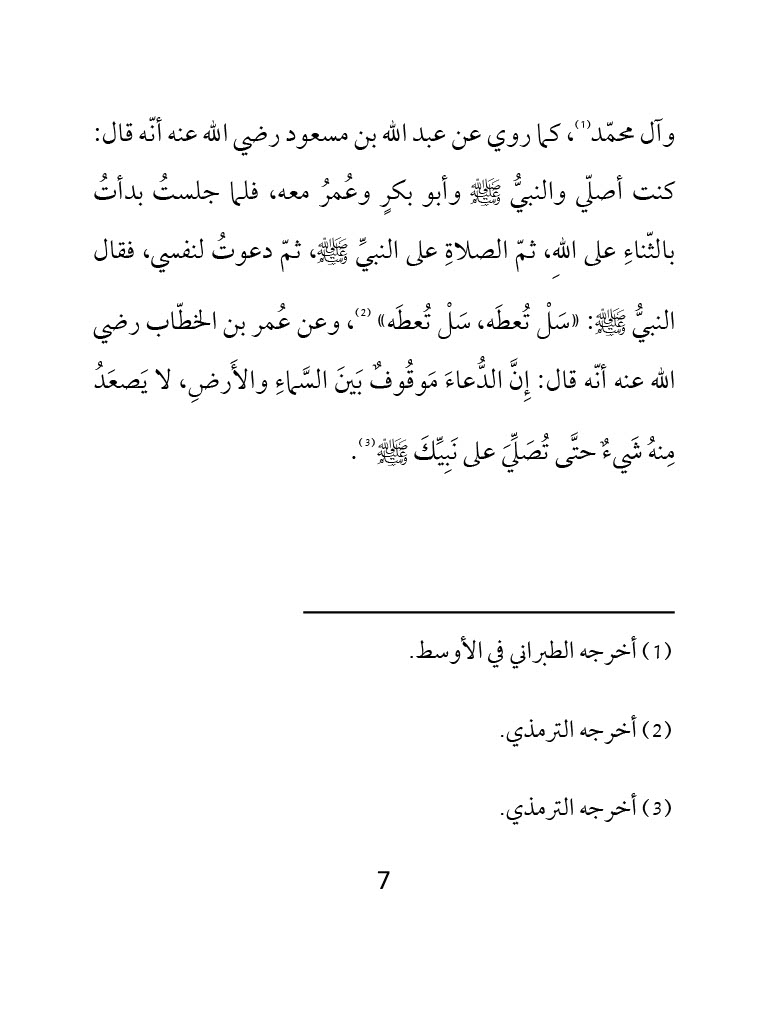 وآل محمّد(1)، كما روي عن عبد الله بن مسعود رضي الله عنه أنّه قال:
كنت أصلّي والنبيُّ ﷺ وأبو بكرٍ وعُمرُ معه، فلما جلستُ بدأتُ
بالثّناءِ على اللهِ، ثمّ الصلاةِ على النبيِّ ﷺ، ثمّ دعوتُ لنفسي، فقال
النبيُّ ﷺ: «سَلْ تُعطَه، سَلْ تُعطَه» (2)، وعن عُمر بن الخطّاب رضي
الله عنه أنّه قال: إِنَّ الدُّعاءَ مَوقُوفٌ بَينَ السَّماءِ والأَرضِ، لا يَصعَدُ
مِنهُ شَيءٌ حتَّى تُصَلِّيَ على نَبِيِّكَ ﷺ(3).
(1) أخرجه الطبراني في الأوسط.
(2) أخرجه الترمذي.
(3) أخرجه الترمذي.
7